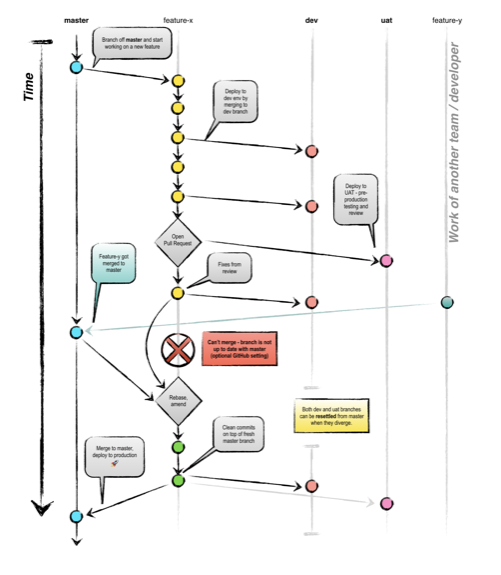 master
feature-x
dev
uat
feature-y
Time
Work of another team / developer
Branch off master and start
working on a new feature
Deploy to
dev env by
merging to
dev branch
Deploy to
UAT - pre-
production
testing and
review
Open
Pull Request
Feature-y got
merged to
master
Fixes from
review
Can't merge - branch is not
up to date with master
(optional GitHub setting)
Rebase,
amend
Both dev and uat branches
can be resetted from master
when they diverge.
Clean commits
on top of fresh
master branch
Merge to master,
deploy to production
🚀